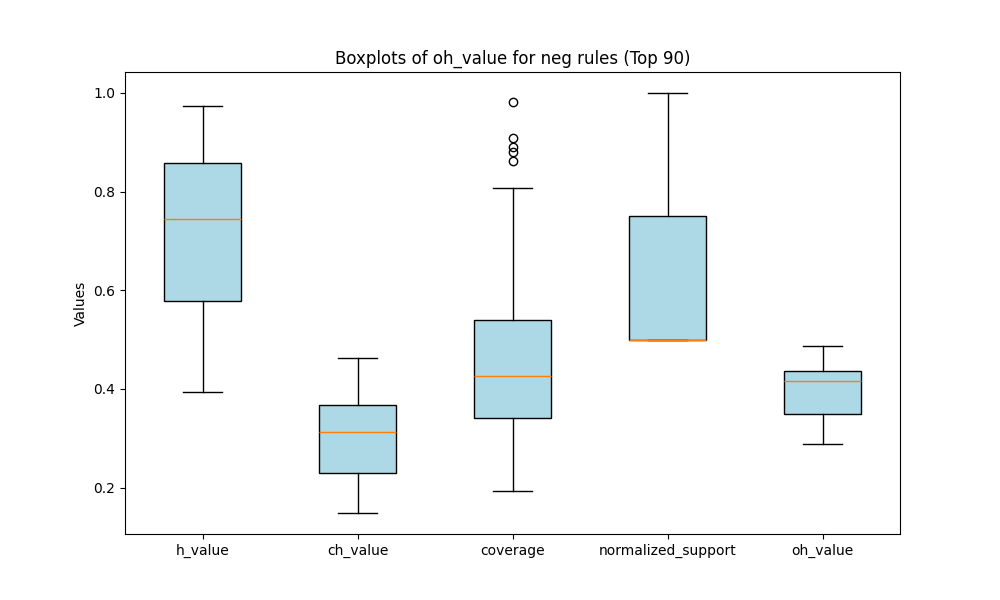 Boxplots of oh_value for neg rules (Top 90)
Values
1.0
0.8
0.6
0.4
0.2
h_value
ch_value
coverage
normalized_support
oh_value